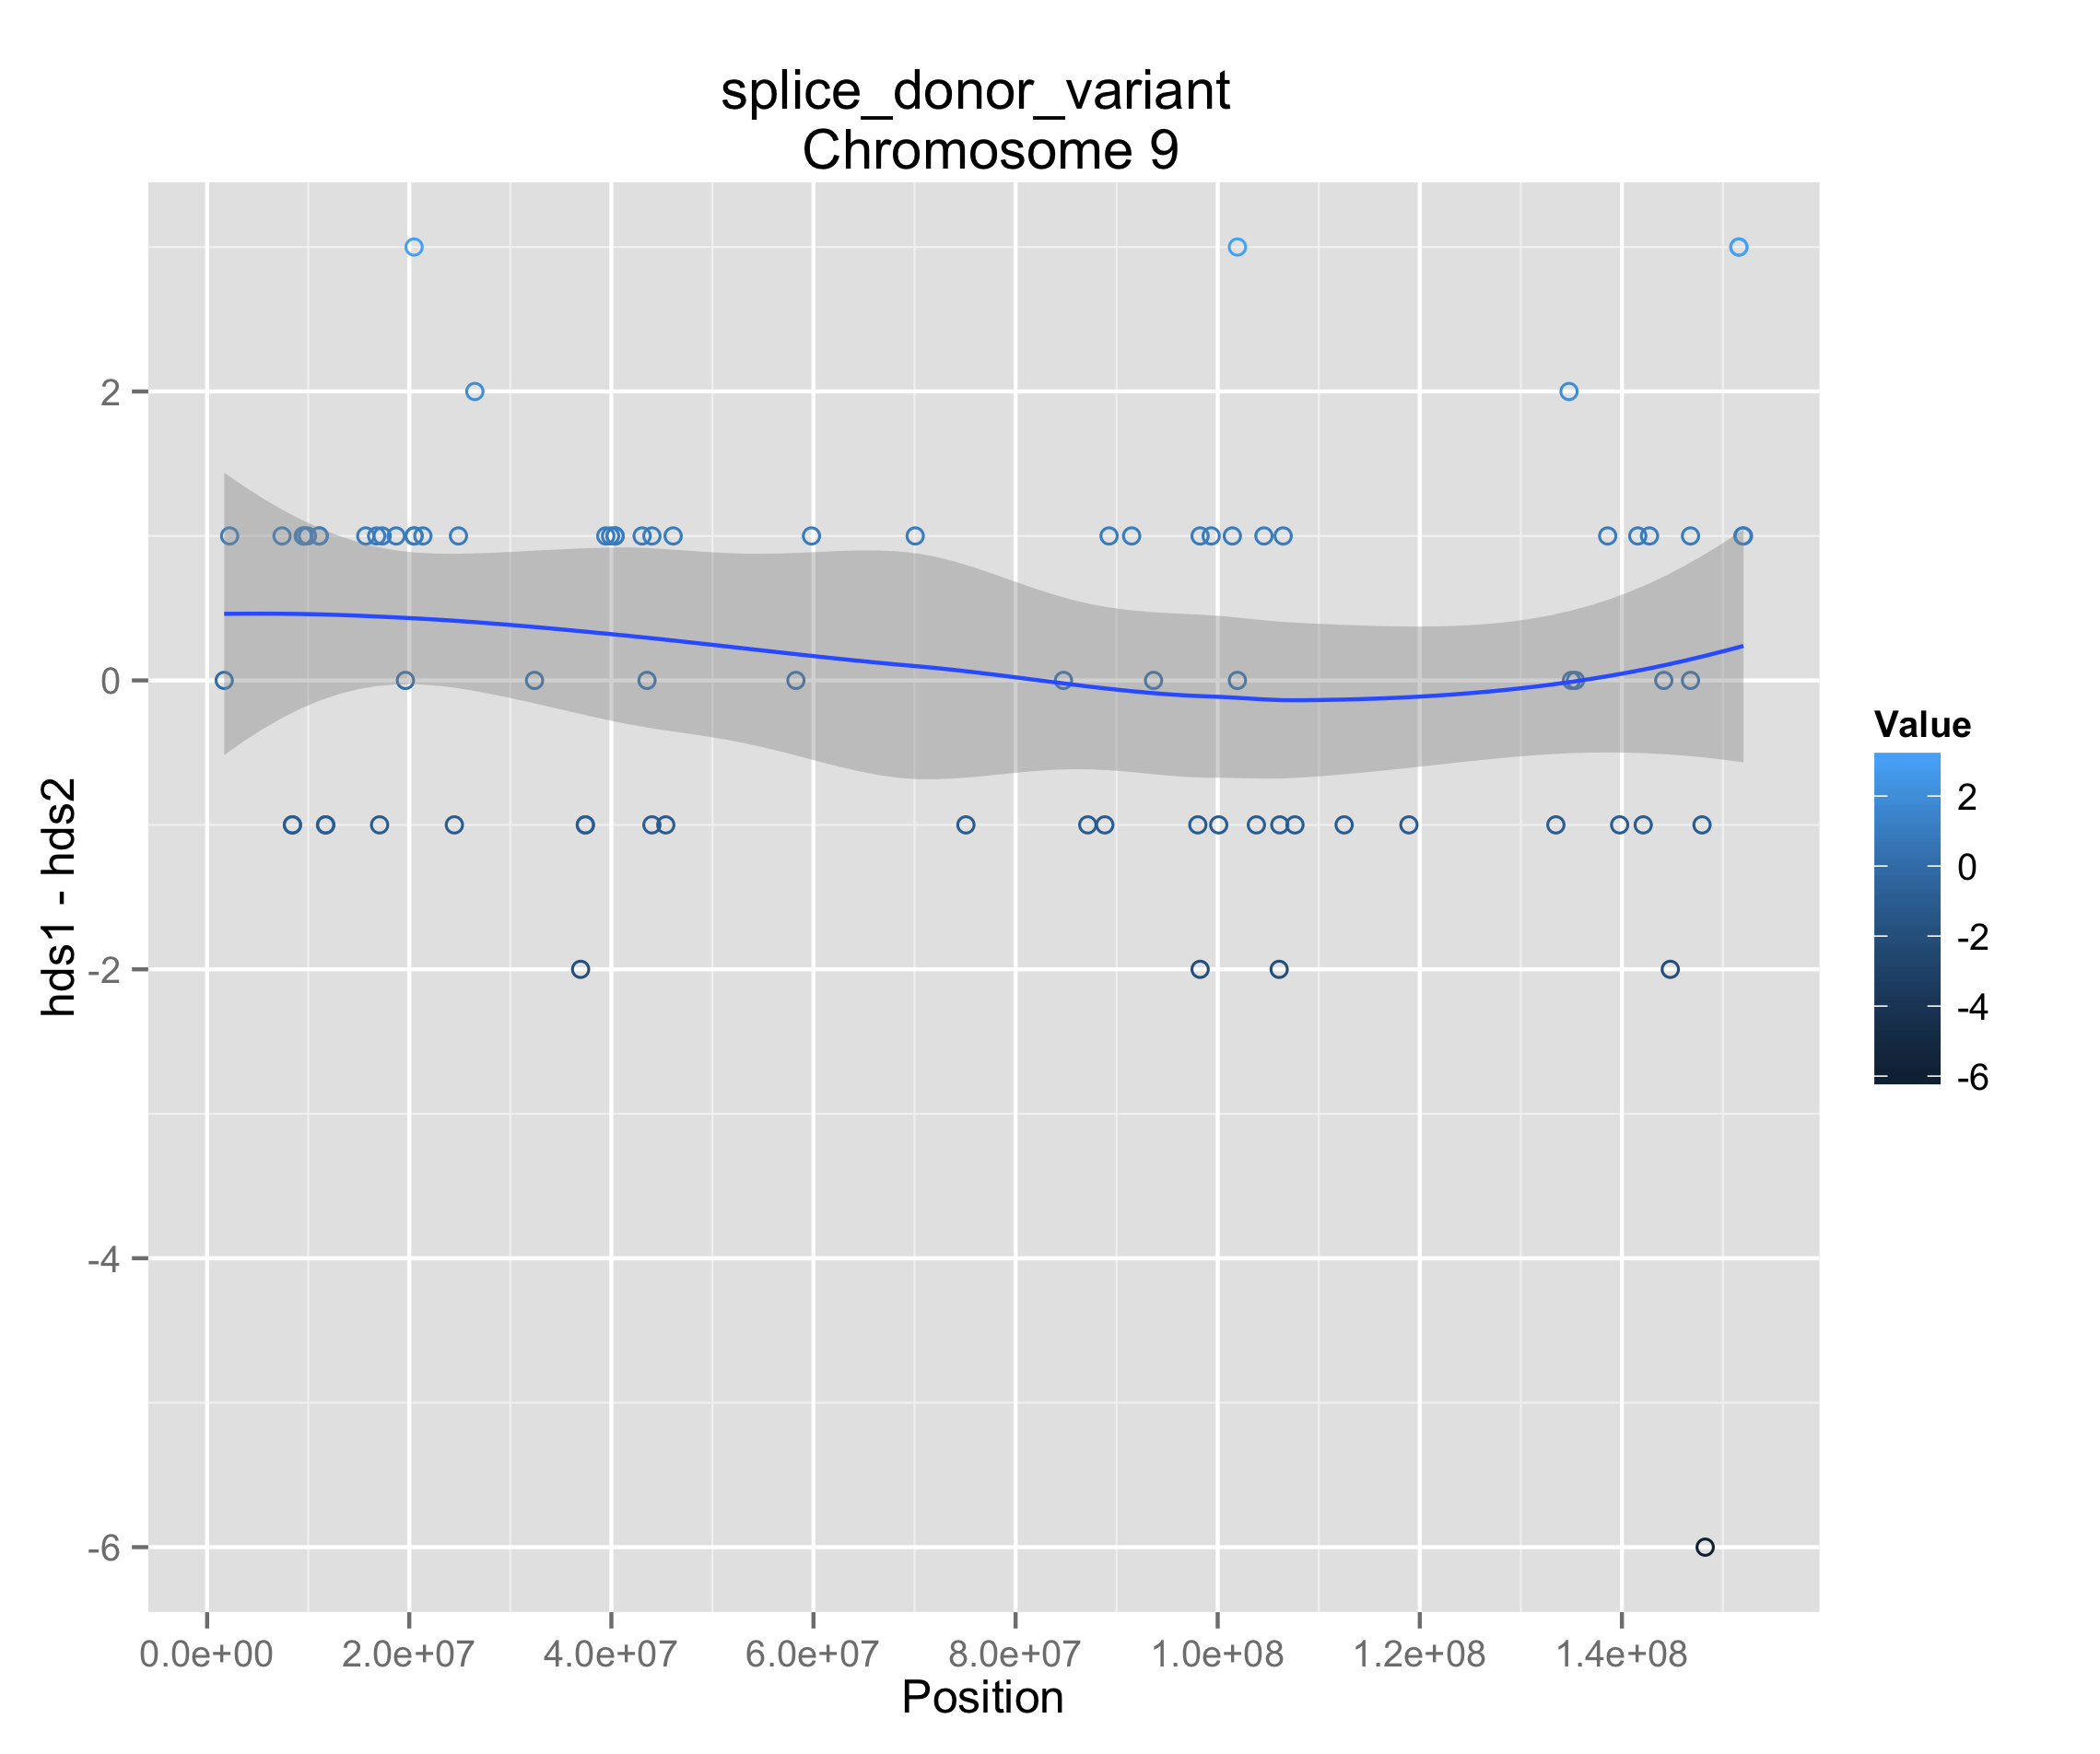 splice_donor_variant
Chromosome 9
hds1 - hds2
2
0
-2
-4
-6
0.0e+00 2.0e+07 4.0e+07 6.0e+07 8.0e+07 1.0e+08 1.2e+08 1.4e+08
Position
Value
2
0
-2
-4
-6